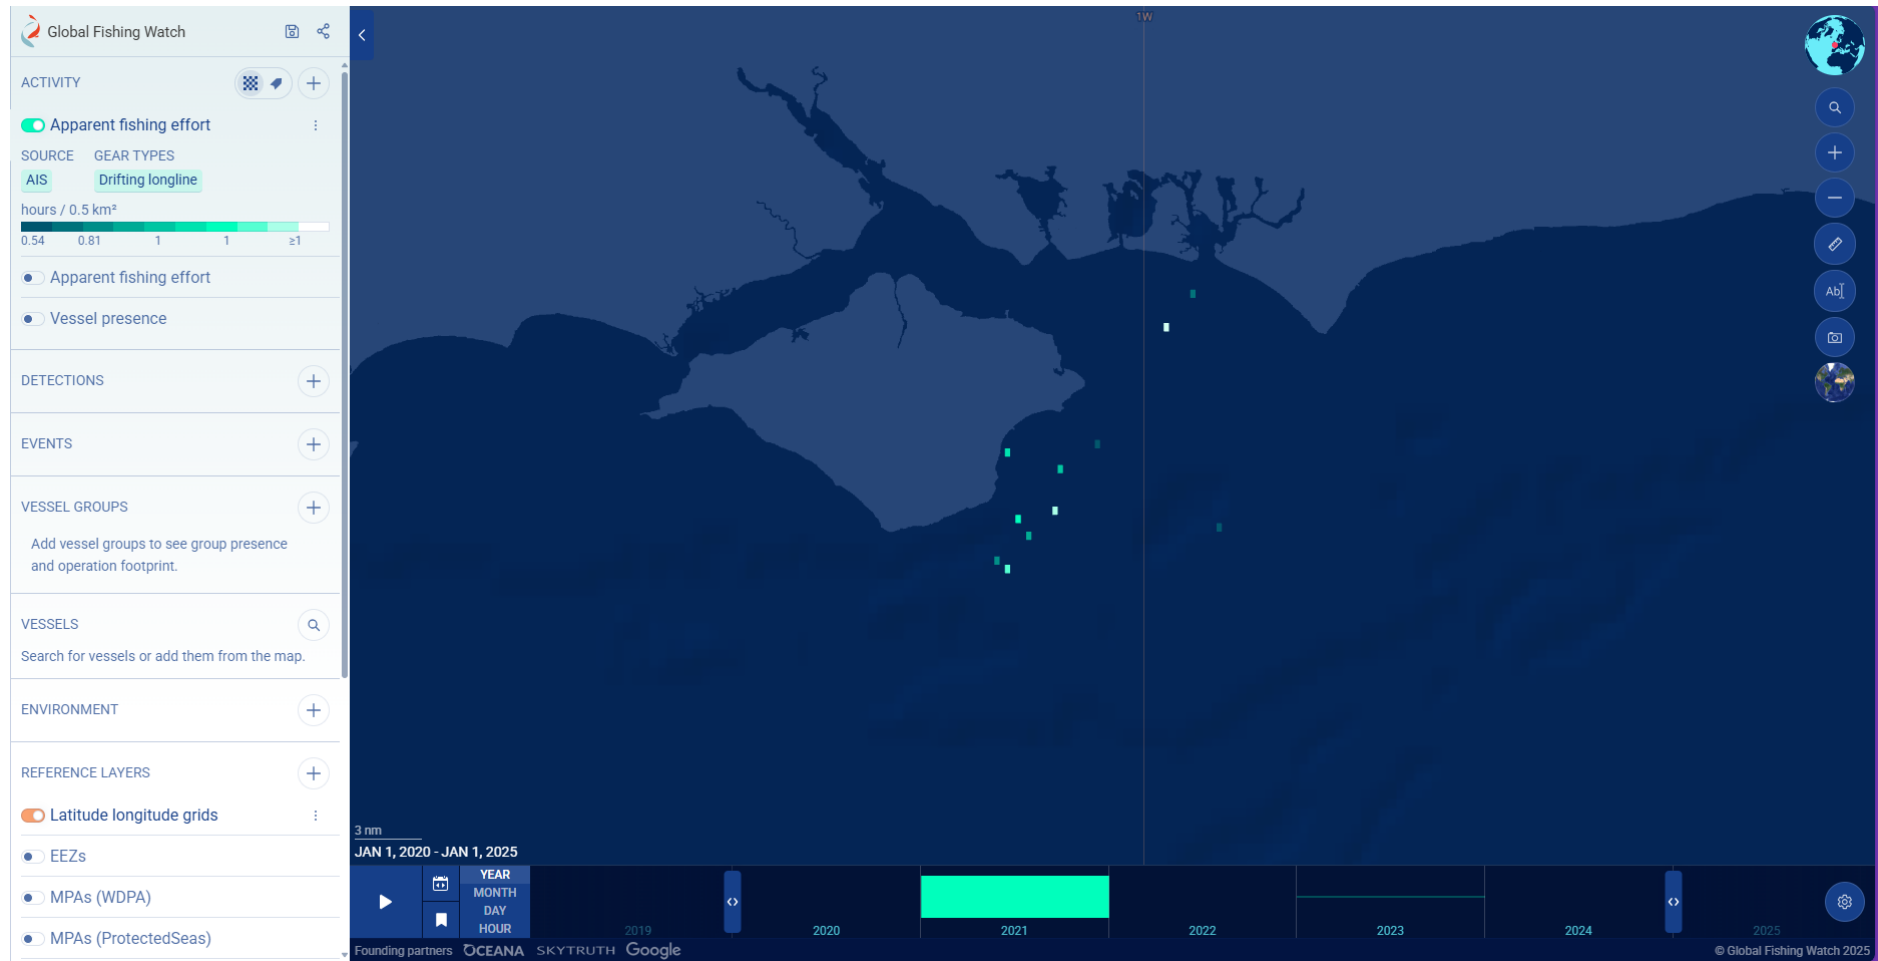 Global Fishing Watch
ACTIVITY
Apparent fishing effort
SOURCE GEAR TYPES
AIS Drifting longline
hours / 0.5 km²
0.54 0.81 1 1 ≥1
Apparent fishing effort
Vessel presence
DETECTIONS
EVENTS
VESSEL GROUPS
Add vessel groups to see group presence
and operation footprint.
VESSELS
Search for vessels or add them from the map.
ENVIRONMENT
REFERENCE LAYERS
Latitude longitude grids
EEZs
MPAs (WDPA)
MPAs (ProtectedSeas)
1W
Ab
3 nm
JAN 1, 2020 - JAN 1, 2025
YEAR
MONTH
DAY
HOUR
2019 2020 2021 2022 2023 2024 2025
Founding partners OCEANA SKYTRUTH Google
© Global Fishing Watch 2025